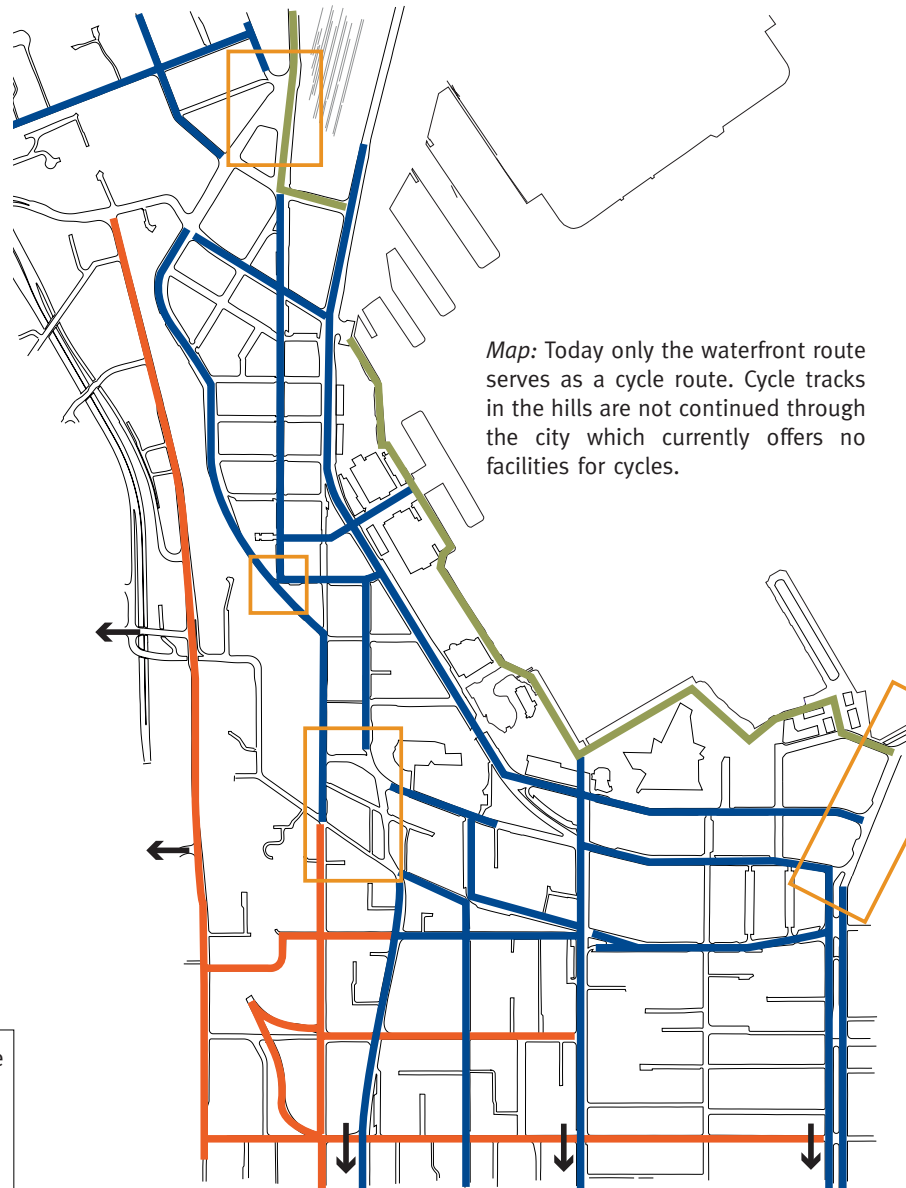 Map: Today only the waterfront route
serves as a cycle route. Cycle tracks
in the hills are not continued through
the city which currently offers no
facilities for cycles.
e